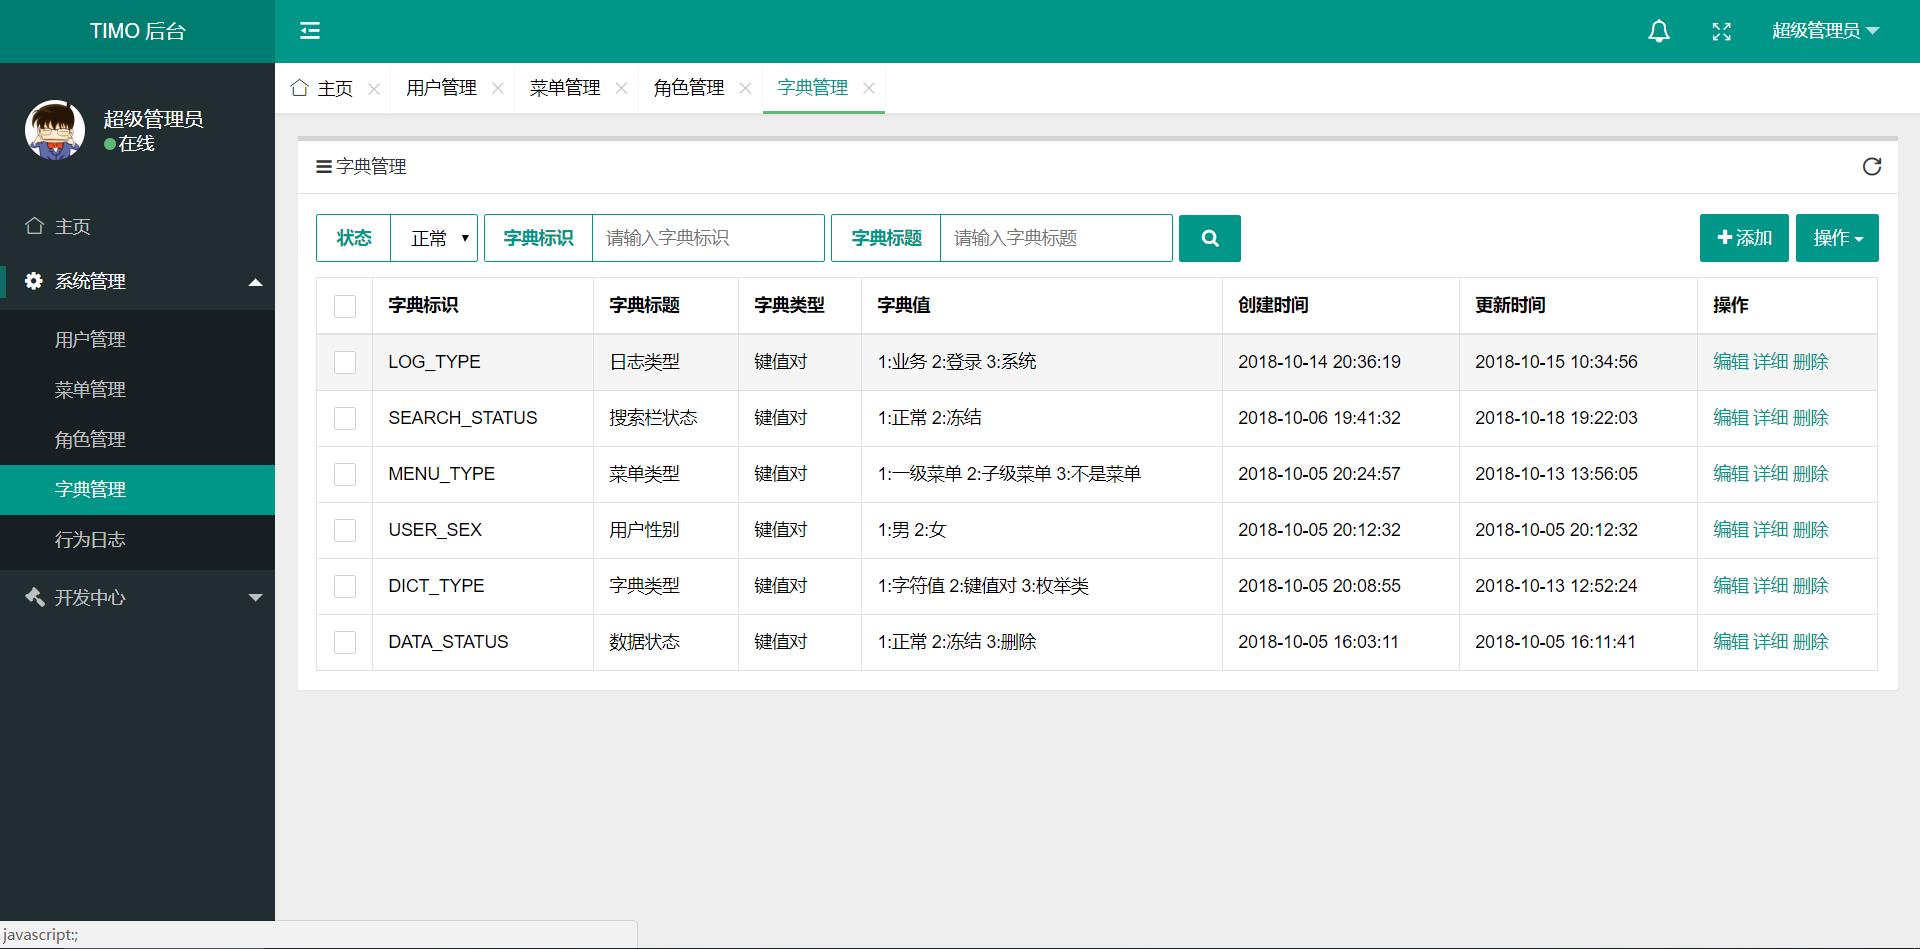 TIMO 后台
超级管理员
超级管理员
在线
主页
系统管理
用户管理
菜单管理
角色管理
字典管理
行为日志
开发中心
主页 用户管理 菜单管理 角色管理 字典管理
字典管理
状态 正常 字典标识 请输入字典标识 字典标题 请输入字典标题 添加 操作
字典标识 字典标题 字典类型 字典值 创建时间 更新时间 操作
LOG_TYPE 日志类型 键值对 1:业务 2:登录 3:系统 2018-10-14 20:36:19 2018-10-15 10:34:56 编辑 详细 删除
SEARCH_STATUS 搜索栏状态 键值对 1:正常 2:冻结 2018-10-06 19:41:32 2018-10-18 19:22:03 编辑 详细 删除
MENU_TYPE 菜单类型 键值对 1:一级菜单 2:子级菜单 3:不是菜单 2018-10-05 20:24:57 2018-10-13 13:56:05 编辑 详细 删除
USER_SEX 用户性别 键值对 1:男 2:女 2018-10-05 20:12:32 2018-10-05 20:12:32 编辑 详细 删除
DICT_TYPE 字典类型 键值对 1:字符值 2:键值对 3:枚举类 2018-10-05 20:08:55 2018-10-13 12:52:24 编辑 详细 删除
DATA_STATUS 数据状态 键值对 1:正常 2:冻结 3:删除 2018-10-05 16:03:11 2018-10-05 16:11:41 编辑 详细 删除
javascript:;